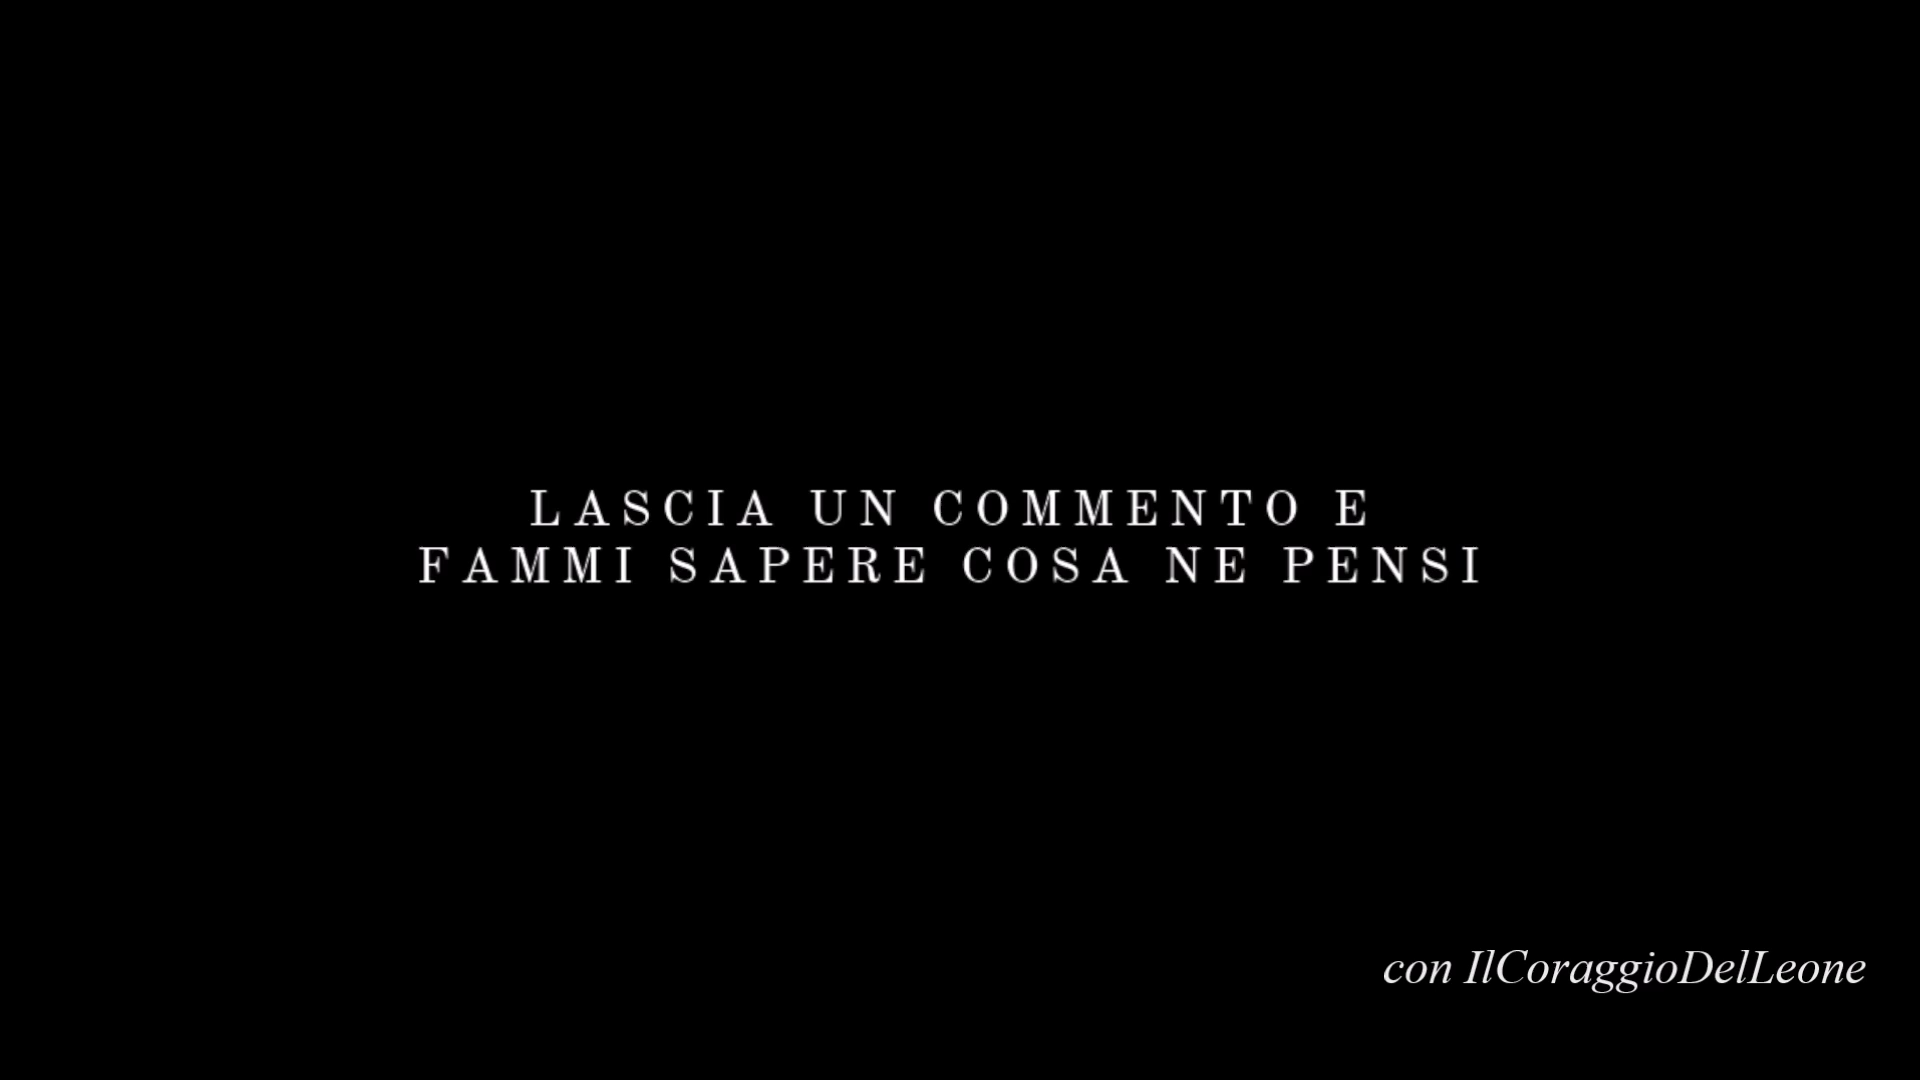 LASCIA UN COMMENTO E
FAMMI SAPERE COSA NE PENSI
con IlCoraggioDelLeone